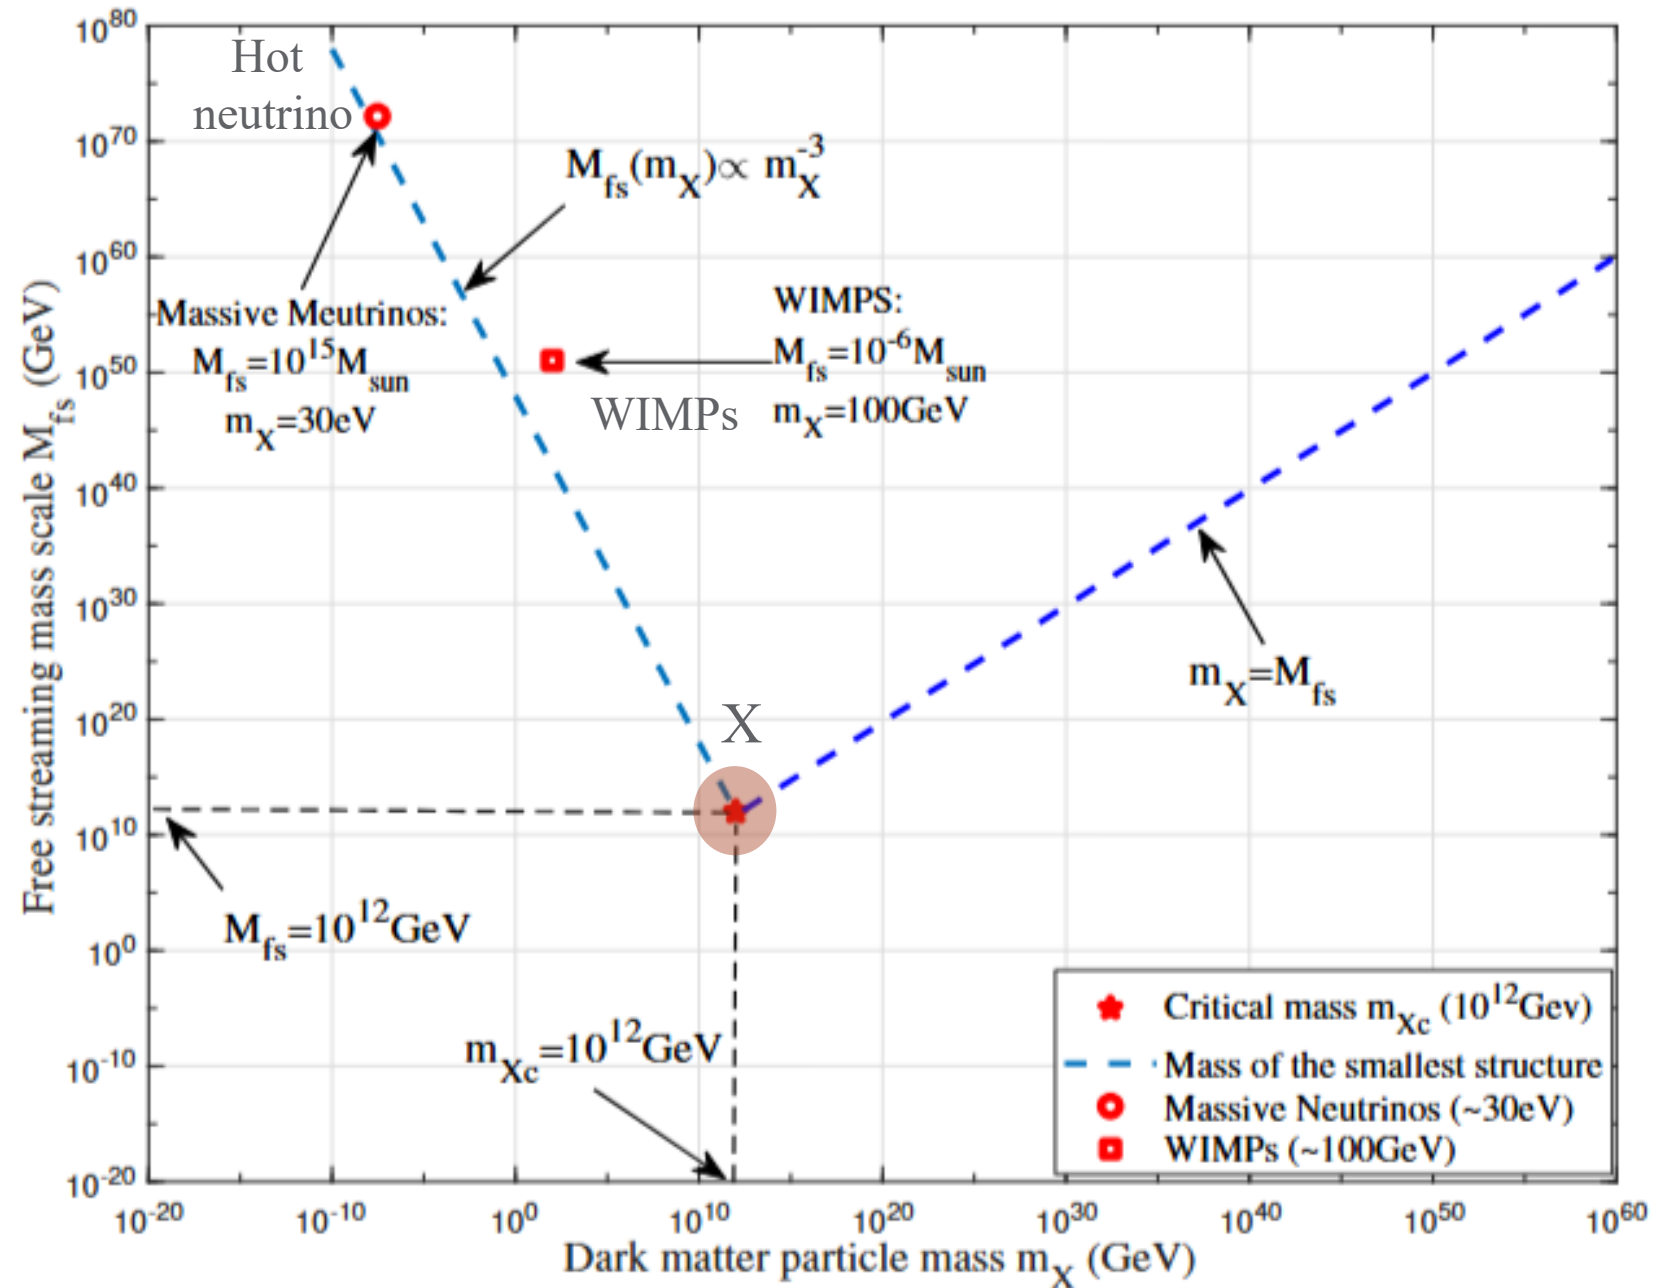 10^80
10^70
10^60
10^50
10^40
10^30
10^20
10^10
10^0
10^-10
10^-20
Free streaming mass scale M_fs (GeV)
Hot
neutrino
M_fs(m_X)∝ m_X^-3
Massive Meutrinos:
M_fs=10^15M_sun
m_X=30eV
WIMPS:
M_fs=10^-6M_sun
m_X=100GeV
WIMPs
m_X=M_fs
X
M_fs=10^12GeV
m_Xc=10^12GeV
Critical mass m_Xc (10^12Gev)
Mass of the smallest structure
Massive Neutrinos (~30eV)
WIMPs (~100GeV)
10^-20 10^-10 10^0 10^10 10^20 10^30 10^40 10^50 10^60
Dark matter particle mass m_X (GeV)